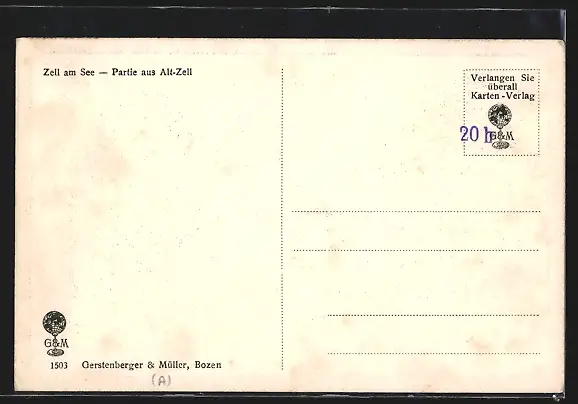 Zell am See — Partie aus Alt-Zell
Verlangen Sie
überall
Karten-Verlag
20 h
G&M
G&M
1503 Gerstenberger & Müller, Bozen
(A)